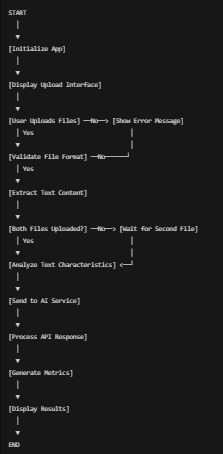 START
[Initialize App]
[Display Upload Interface]
[User Uploads Files] —No—> [Show Error Message]
Yes
[Validate File Format] —No
Yes
[Extract Text Content]
[Both Files Uploaded?] —No—> [Wait for Second File]
Yes
[Analyze Text Characteristics] <—
[Send to AI Service]
[Process API Response]
[Generate Metrics]
[Display Results]
END